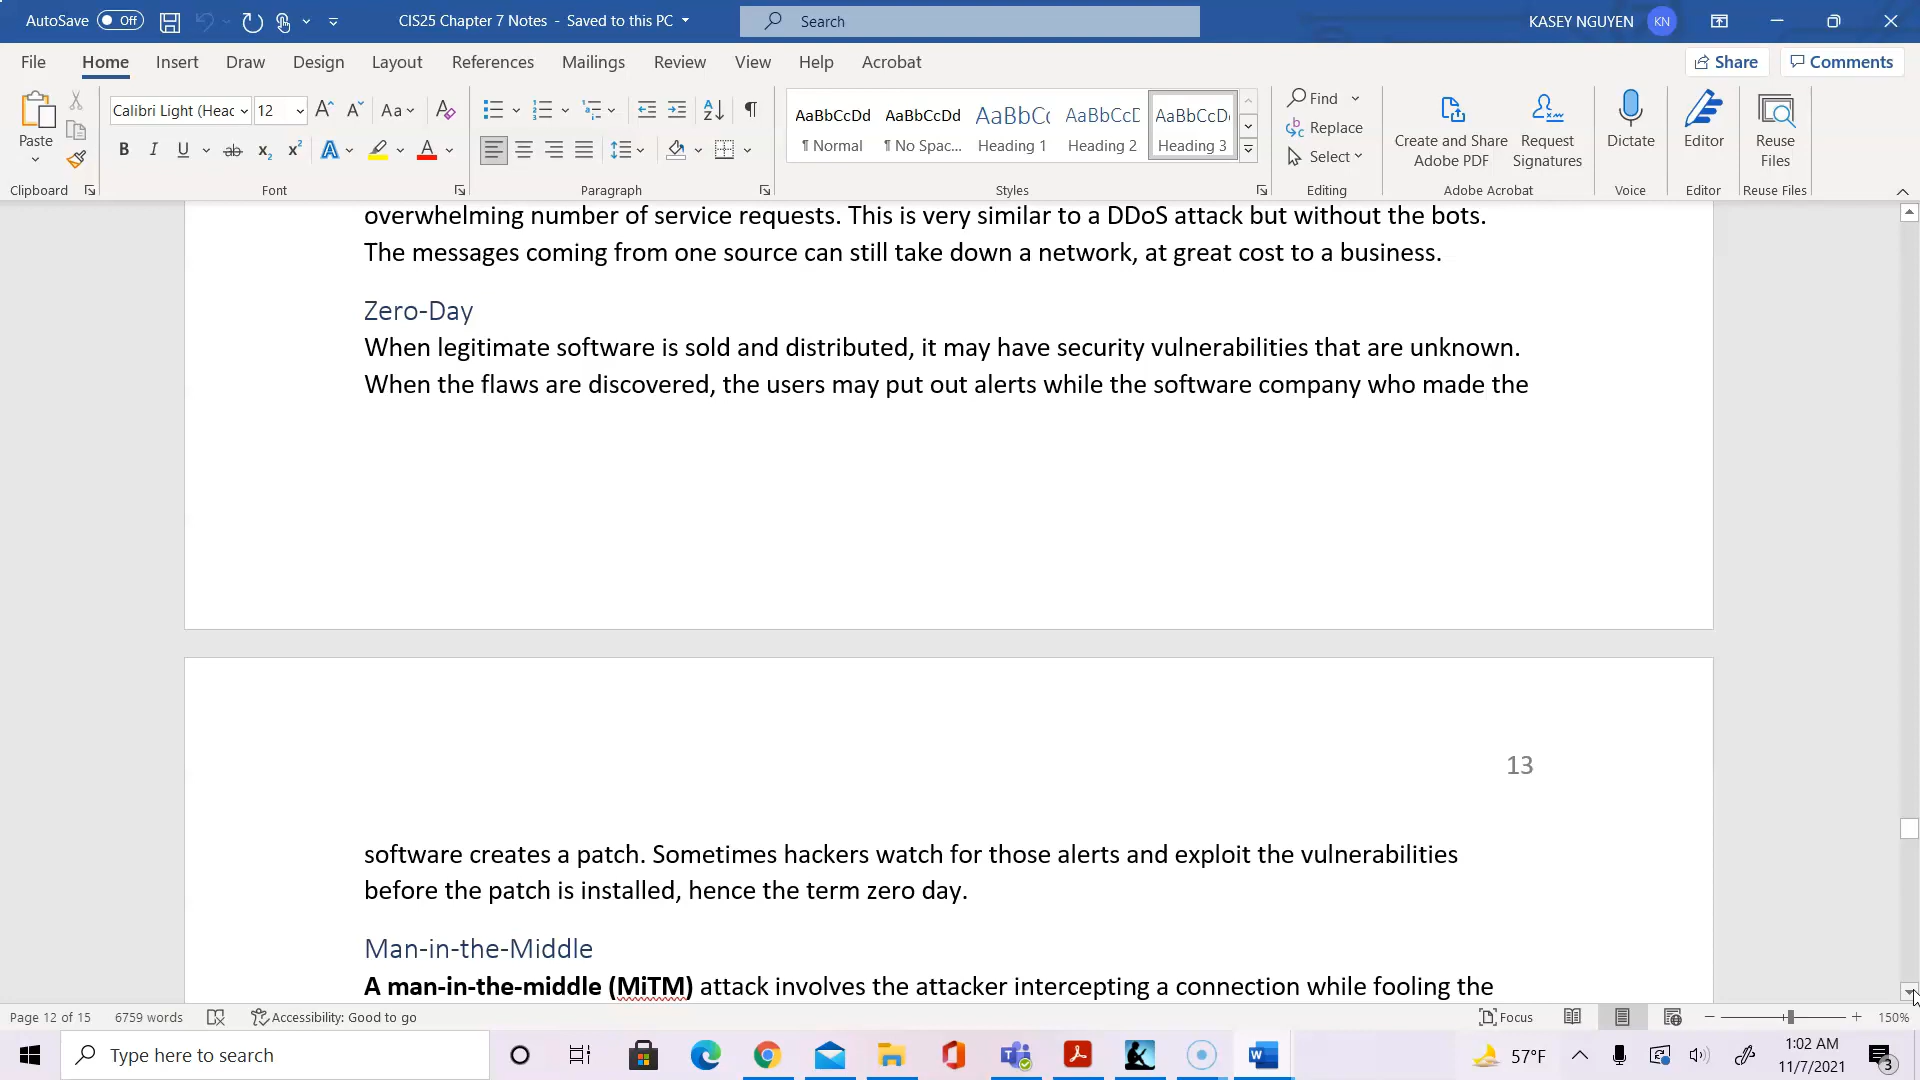 AutoSave Off CIS25 Chapter 7 Notes - Saved to this PC Search KASEY NGUYEN KN
File Home Insert Draw Design Layout References Mailings Review View Help Acrobat Share Comments
Paste
Clipboard
Calibri Light (Head 12 Aa
B I U ab x2 x2 A A
Font
Paragraph
AaBbCcDd AaBbCcDd AaBbCc AaBbCcD AaBbCcD
¶ Normal ¶ No Spac... Heading 1 Heading 2 Heading 3
Styles
Find
Replace
Select
Editing
Create and Share Adobe PDF
Request Signatures
Adobe Acrobat
Dictate
Voice
Editor
Editor
Reuse Files
Reuse Files
overwhelming number of service requests. This is very similar to a DDoS attack but without the bots.
The messages coming from one source can still take down a network, at great cost to a business.
Zero-Day
When legitimate software is sold and distributed, it may have security vulnerabilities that are unknown.
When the flaws are discovered, the users may put out alerts while the software company who made the
13
software creates a patch. Sometimes hackers watch for those alerts and exploit the vulnerabilities
before the patch is installed, hence the term zero day.
Man-in-the-Middle
A man-in-the-middle (MiTM) attack involves the attacker intercepting a connection while fooling the
Page 12 of 15 6759 words Accessibility: Good to go Focus 150%
Type here to search 57°F 1:02 AM
11/7/2021 3